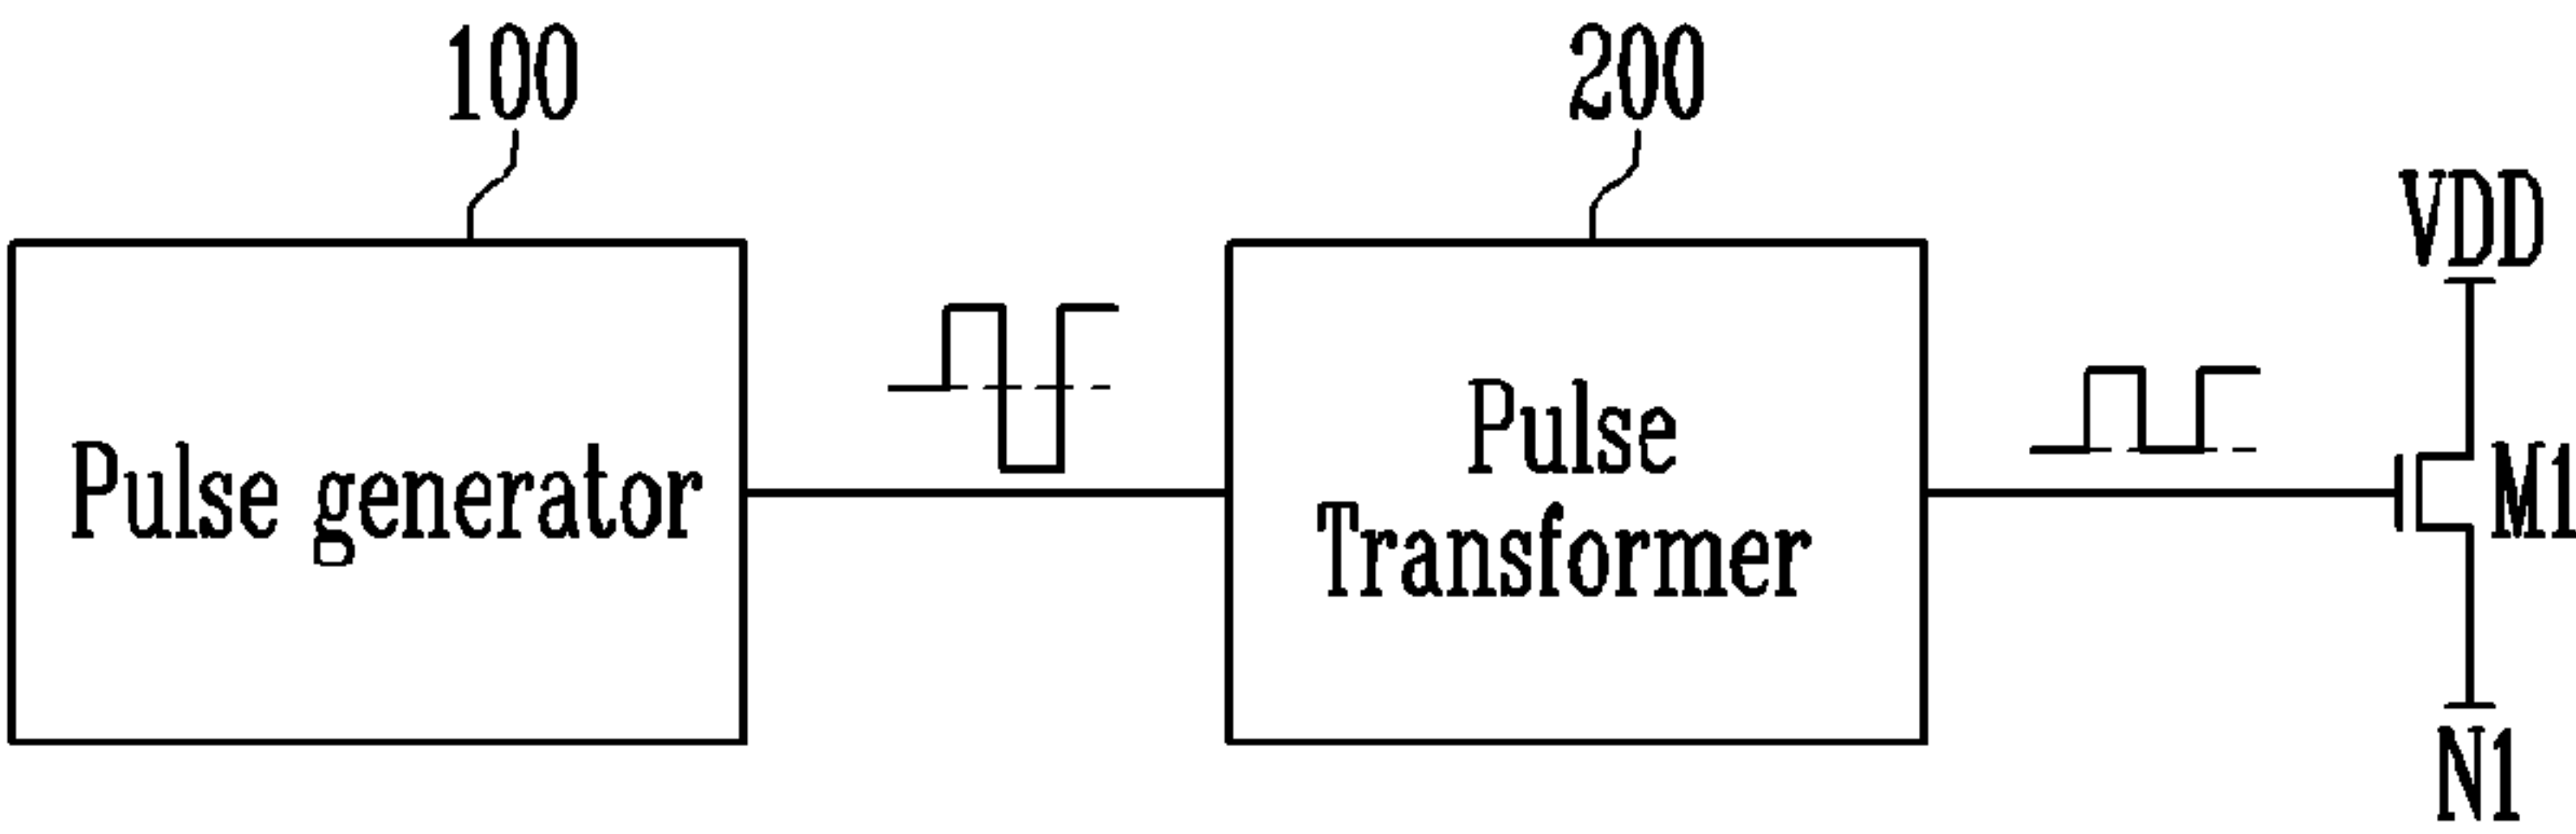 100
200
VDD
Pulse generator
Pulse
Transformer
M1
N1